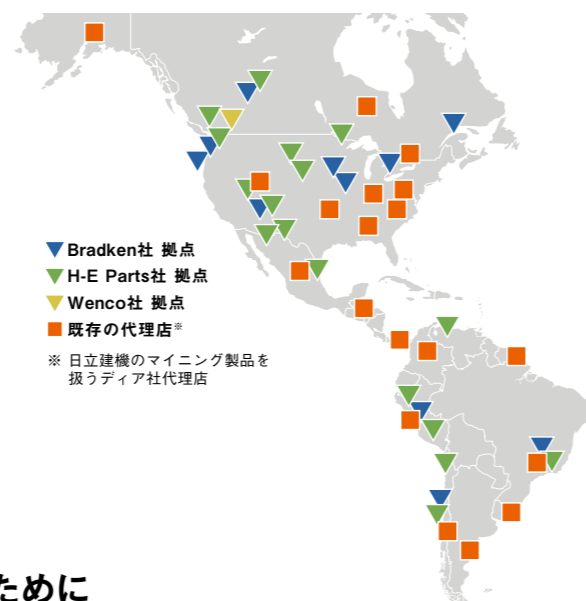 Bradken社 拠点
H-E Parts社 拠点
Wenco社 拠点
既存の代理店※
※ 日立建機のマイニング製品を
扱うディア社代理店
ために